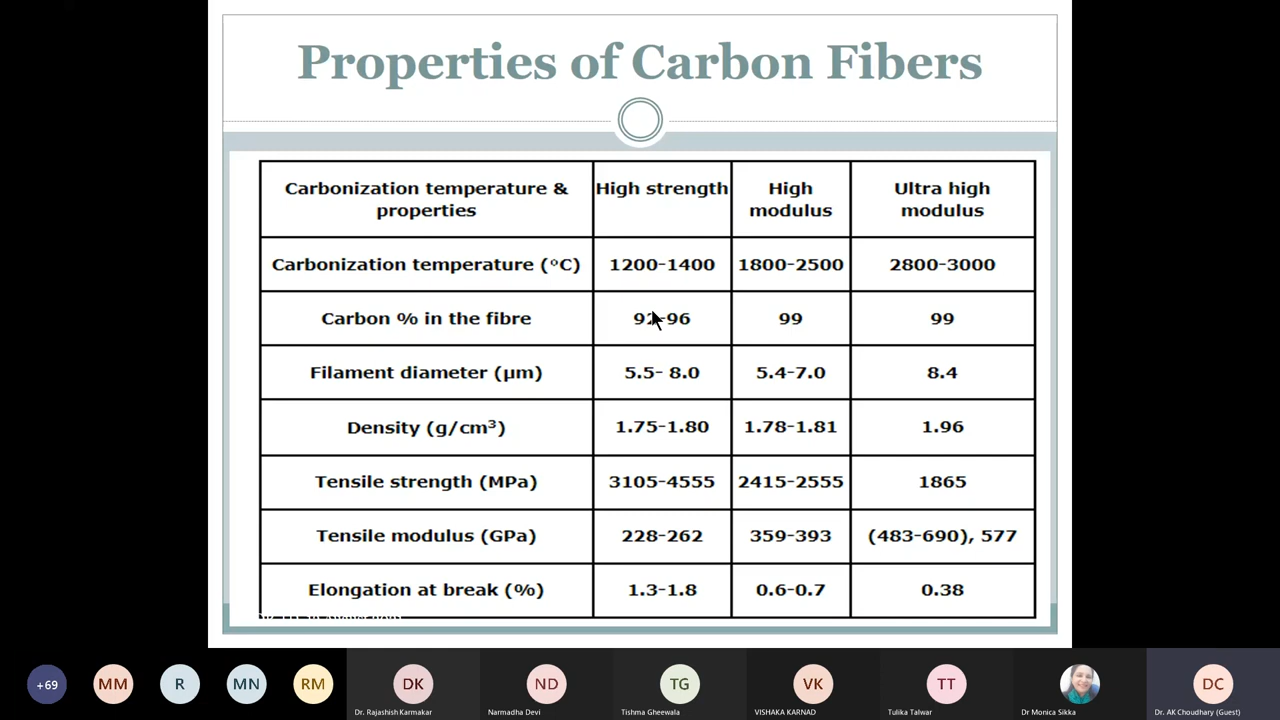 Properties of Carbon Fibers
Carbonization temperature & properties High strength High modulus Ultra high modulus
Carbonization temperature (°C) 1200-1400 1800-2500 2800-3000
Carbon % in the fibre 92-96 99 99
Filament diameter (µm) 5.5- 8.0 5.4-7.0 8.4
Density (g/cm³) 1.75-1.80 1.78-1.81 1.96
Tensile strength (MPa) 3105-4555 2415-2555 1865
Tensile modulus (GPa) 228-262 359-393 (483-690), 577
Elongation at break (%) 1.3-1.8 0.6-0.7 0.38
+69 MM R MN RM DK ND TG VK TT DC
Dr. Rajashish Karmakar Narmadha Devi Tishma Gheewala VISHAKA KARNAD Tulika Talwar Dr Monica Sikka Dr. AK Choudhary (Guest)